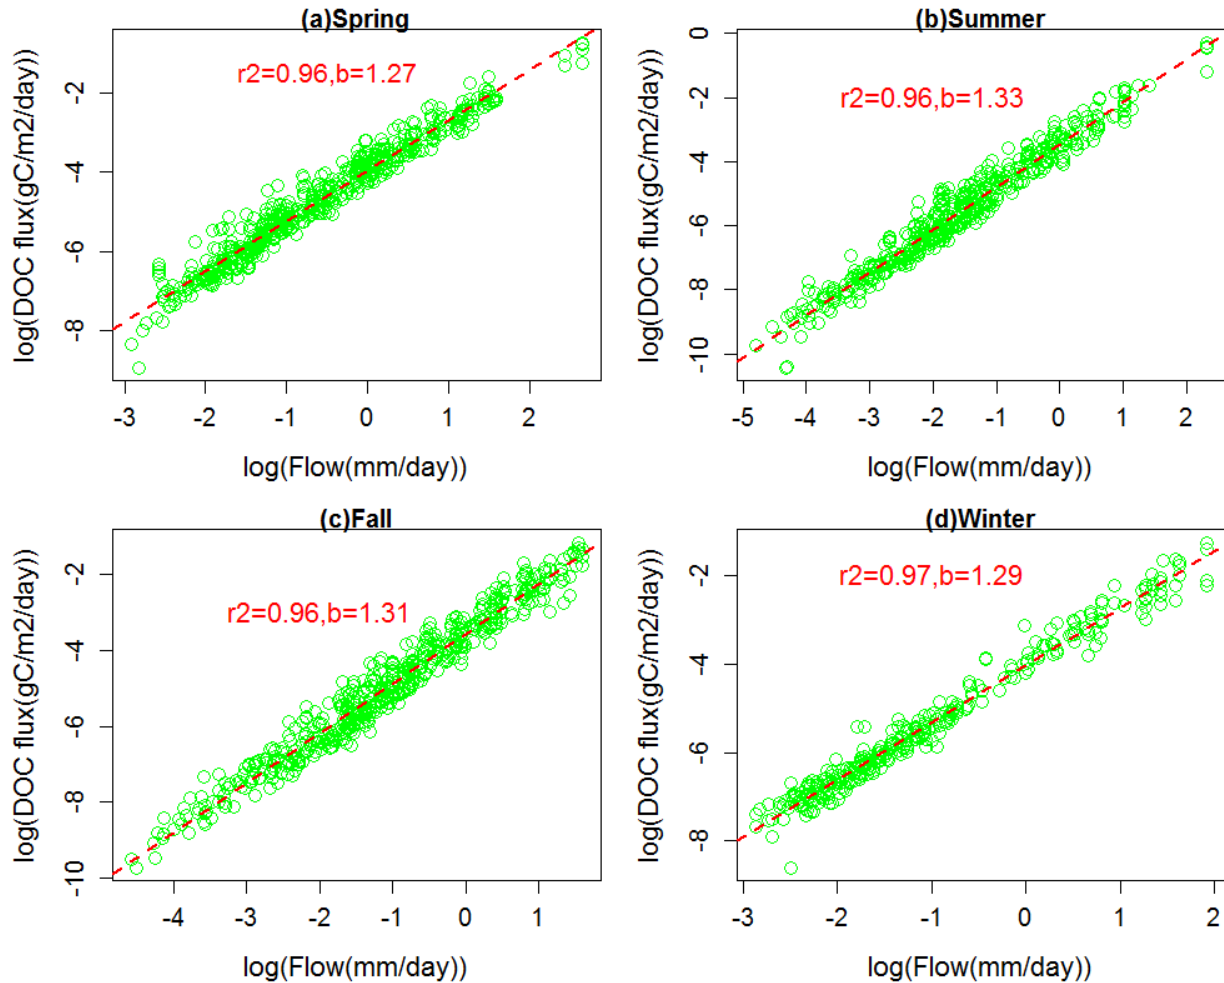 (a)Spring
r2=0.96,b=1.27
log(DOC flux(gC/m2/day))
-2
-4
-6
-8
-3 -2 -1 0 1 2
log(Flow(mm/day))
(b)Summer
r2=0.96,b=1.33
log(DOC flux(gC/m2/day))
0
-2
-4
-6
-8
-10
-5 -4 -3 -2 -1 0 1 2
log(Flow(mm/day))
(c)Fall
r2=0.96,b=1.31
log(DOC flux(gC/m2/day))
-2
-4
-6
-8
-10
-4 -3 -2 -1 0 1
log(Flow(mm/day))
(d)Winter
r2=0.97,b=1.29
log(DOC flux(gC/m2/day))
-2
-4
-6
-8
-3 -2 -1 0 1 2
log(Flow(mm/day))